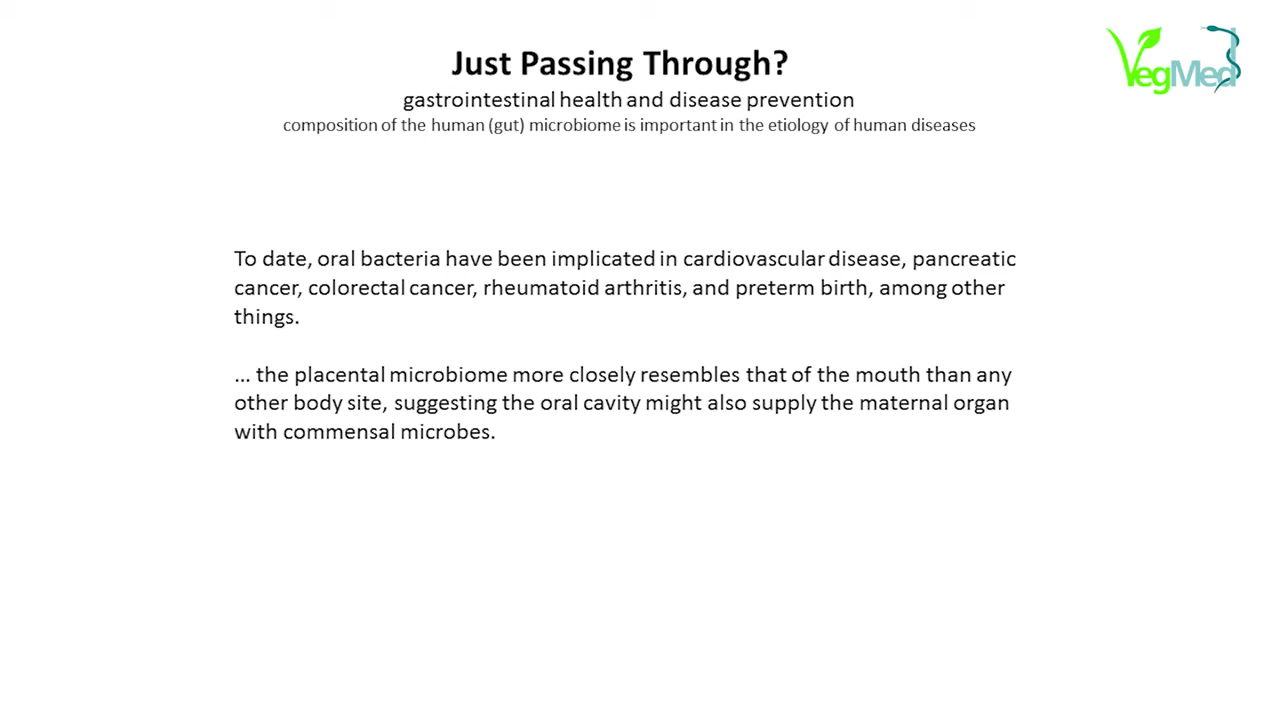 Just Passing Through?
gastrointestinal health and disease prevention
composition of the human (gut) microbiome is important in the etiology of human diseases
VegMed
To date, oral bacteria have been implicated in cardiovascular disease, pancreatic
cancer, colorectal cancer, rheumatoid arthritis, and preterm birth, among other
things.
... the placental microbiome more closely resembles that of the mouth than any
other body site, suggesting the oral cavity might also supply the maternal organ
with commensal microbes.